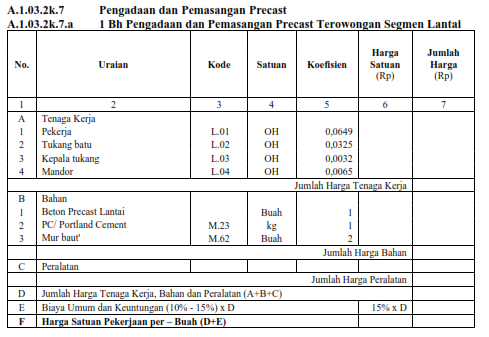 A.1.03.2k.7 Pengadaan dan Pemasangan Precast
A.1.03.2k.7.a 1 Bh Pengadaan dan Pemasangan Precast Terowongan Segmen Lantai
No. Uraian Kode Satuan Koefisien Harga Satuan (Rp) Jumlah Harga (Rp)
1 2 3 4 5 6 7
A Tenaga Kerja
1 Pekerja L.01 OH 0,0649
2 Tukang batu L.02 OH 0,0325
3 Kepala tukang L.03 OH 0,0032
4 Mandor L.04 OH 0,0065
Jumlah Harga Tenaga Kerja
B Bahan
1 Beton Precast Lantai Buah 1
2 PC/ Portland Cement M.23 kg 1
3 Mur baut' M.62 Buah 2
Jumlah Harga Bahan
C Peralatan
Jumlah Harga Peralatan
D Jumlah Harga Tenaga Kerja, Bahan dan Peralatan (A+B+C)
E Biaya Umum dan Keuntungan (10% - 15%) x D 15% x D
F Harga Satuan Pekerjaan per – Buah (D+E)